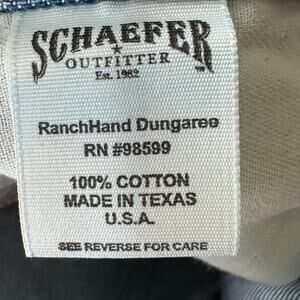 SCHAEFER
OUTFITTER
Est. 1982
RanchHand Dungaree
RN #98599
100% COTTON
MADE IN TEXAS
U.S.A.
SEE REVERSE FOR CARE